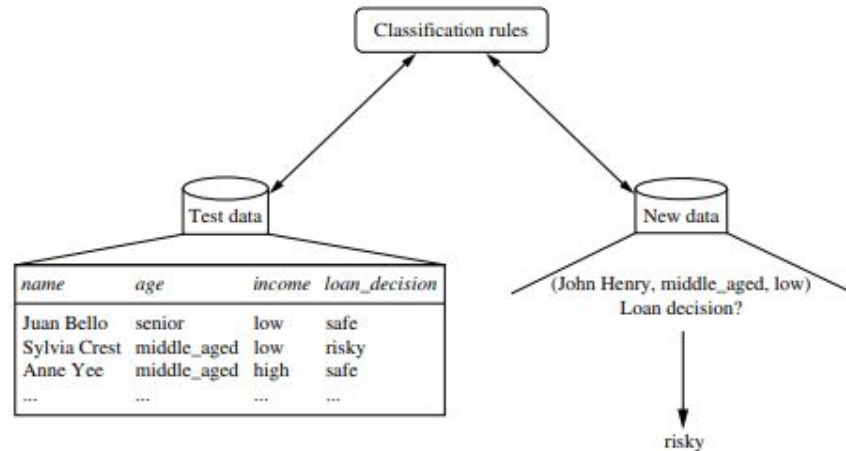 Classification rules
Test data
name age income loan_decision
Juan Bello senior low safe
Sylvia Crest middle_aged low risky
Anne Yee middle_aged high safe
... ... ... ...
New data
(John Henry, middle_aged, low)
Loan decision?
risky